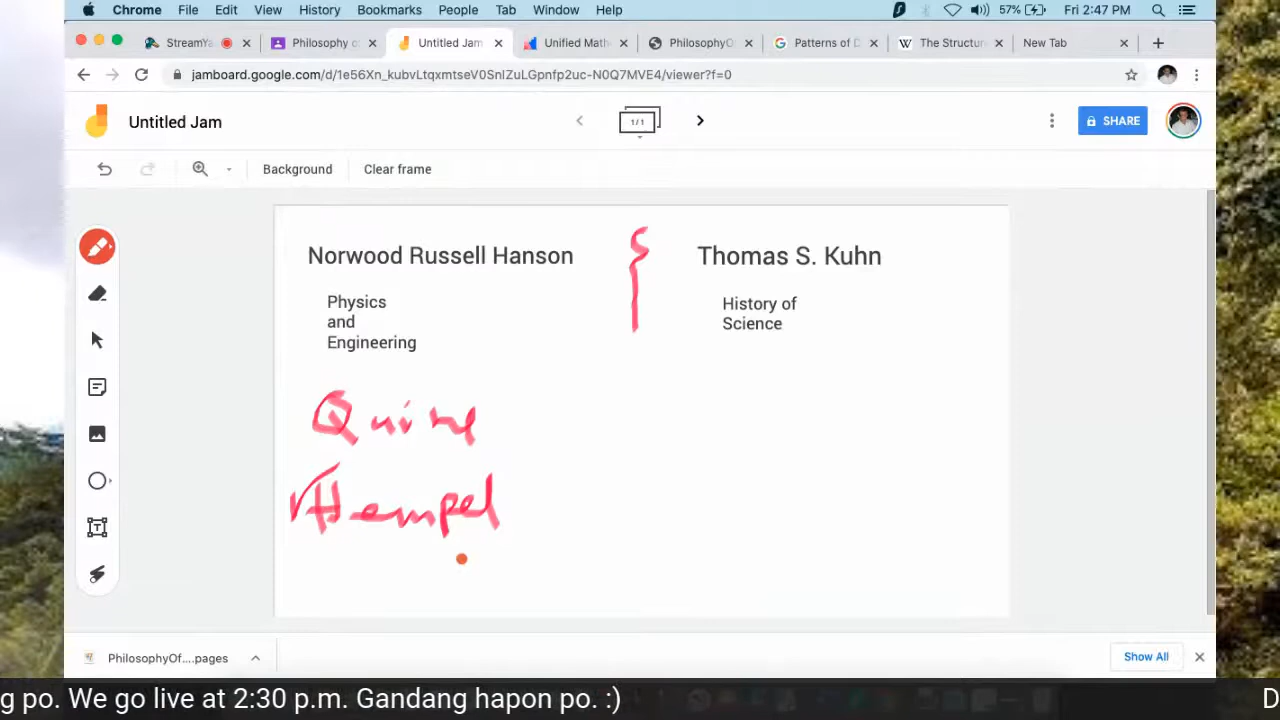 Chrome File Edit View History Bookmarks People Tab Window Help 57% Fri 2:47 PM
StreamYa Philosophy o Untitled Jam Unified Math PhilosophyO Patterns of D The Structur New Tab
jamboard.google.com/d/1e56Xn_kubvLtqxmtseV0SnIZuLGpnfp2uc-N0Q7MVE4/viewer?f=0
Untitled Jam 1/1 SHARE
Background Clear frame
Norwood Russell Hanson
Thomas S. Kuhn
Physics
and
Engineering
History of
Science
Quine
Hempel
PhilosophyOf....pages Show All
g po. We go live at 2:30 p.m. Gandang hapon po. :) D